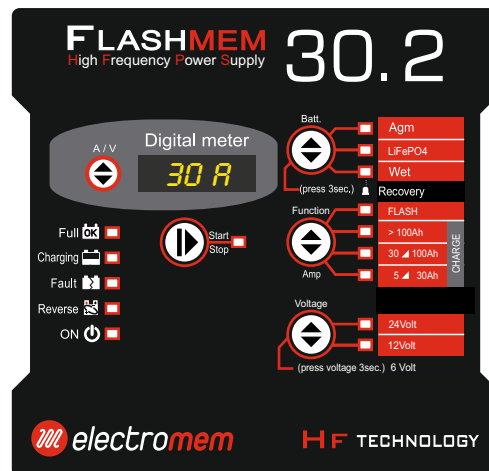 FLASHMEM
High Frequency Power Supply
30.2
A / V
Digital meter
30 A
Batt.
Agm
LiFePO4
Wet
(press 3sec.)
Recovery
Function
FLASH
> 100Ah
30 ◢ 100Ah
5 ◢ 30Ah
CHARGE
Amp
Start
Stop
Full OK
Charging
Fault
Reverse
ON
Voltage
24Volt
12Volt
(press voltage 3sec.) 6 Volt
electromem
HF TECHNOLOGY